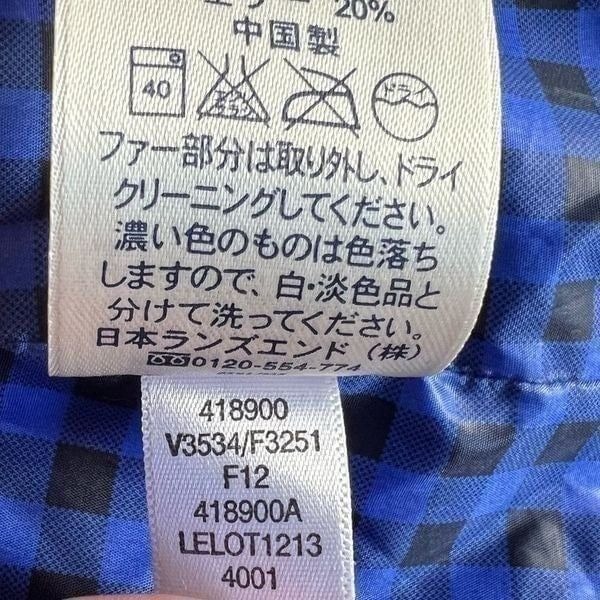 20%
中国製
40
ドライ
ファー部分は取り外し、ドライ
クリーニングしてください。
濃い色のものは色落ち
しますので、白・淡色品と
分けて洗ってください。
日本ランズエンド(株)
0120-554-774
418900
V3534/F3251
F12
418900A
LELOT1213
4001